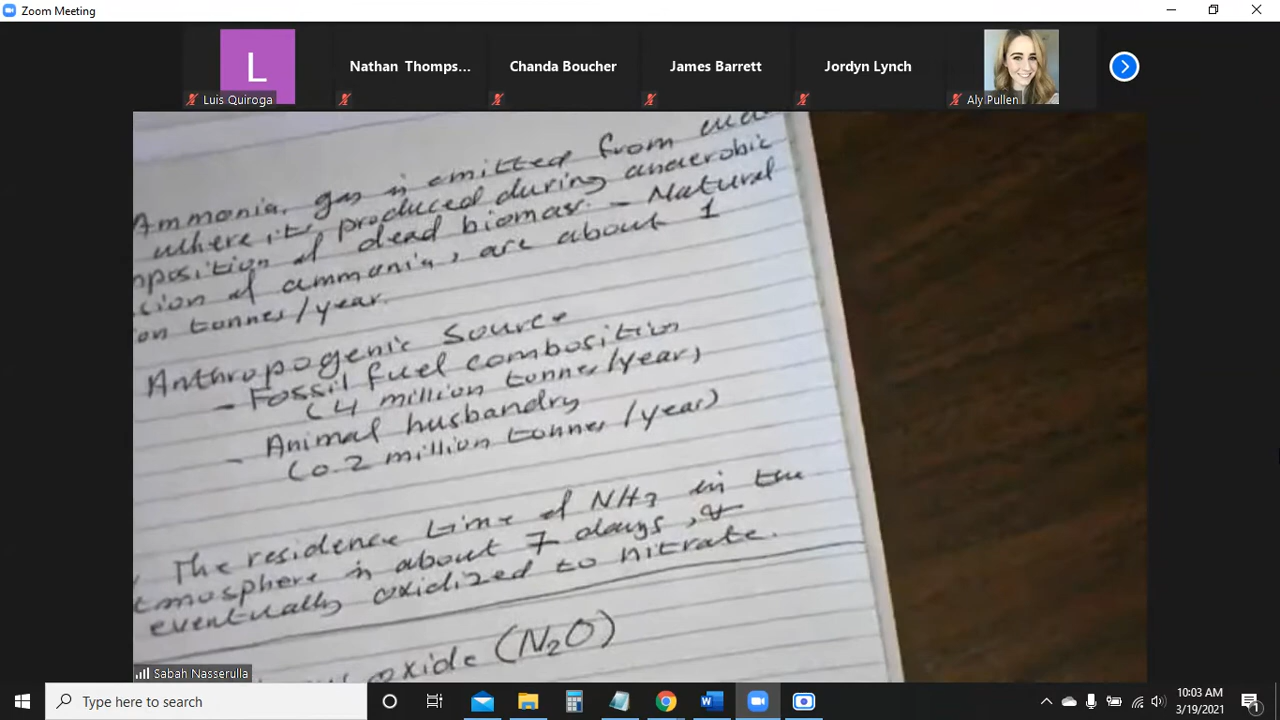 Zoom Meeting
L
Luis Quiroga
Nathan Thomps...
Chanda Boucher
James Barrett
Jordyn Lynch
Aly Pullen
Ammonia gas is emitted from
where its produced during anaerobic
position of dead biomass. - Natural
of ammonia, are about 1
tonnes/year.
Anthropogenic Source
- Fossil fuel combosition
(4 million tonnes/year)
- Animal husbandry
(0.2 million tonnes/year)
The residence time of NH3 in the
tmosphere is about 7 days, &
eventually oxidized to nitrate.
oxide (N2O)
Sabah Nasserulla
Type here to search
10:03 AM
3/19/2021
1